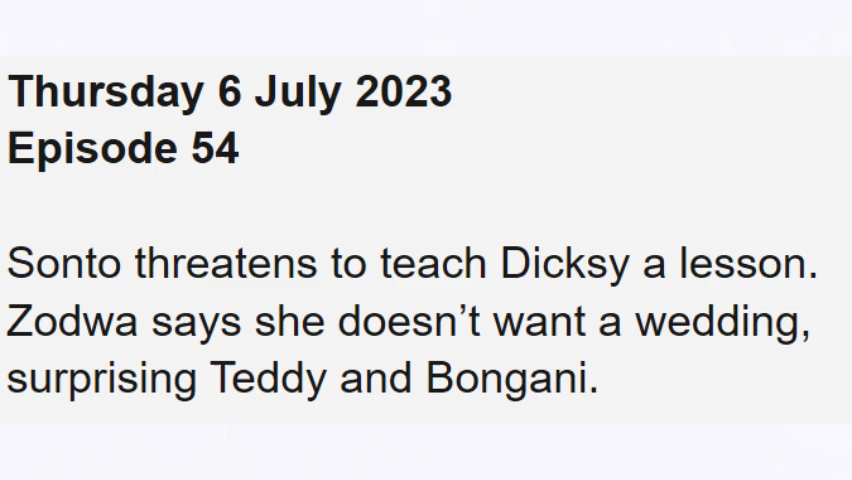 Thursday 6 July 2023
Episode 54
Sonto threatens to teach Dicksy a lesson.
Zodwa says she doesn’t want a wedding,
surprising Teddy and Bongani.